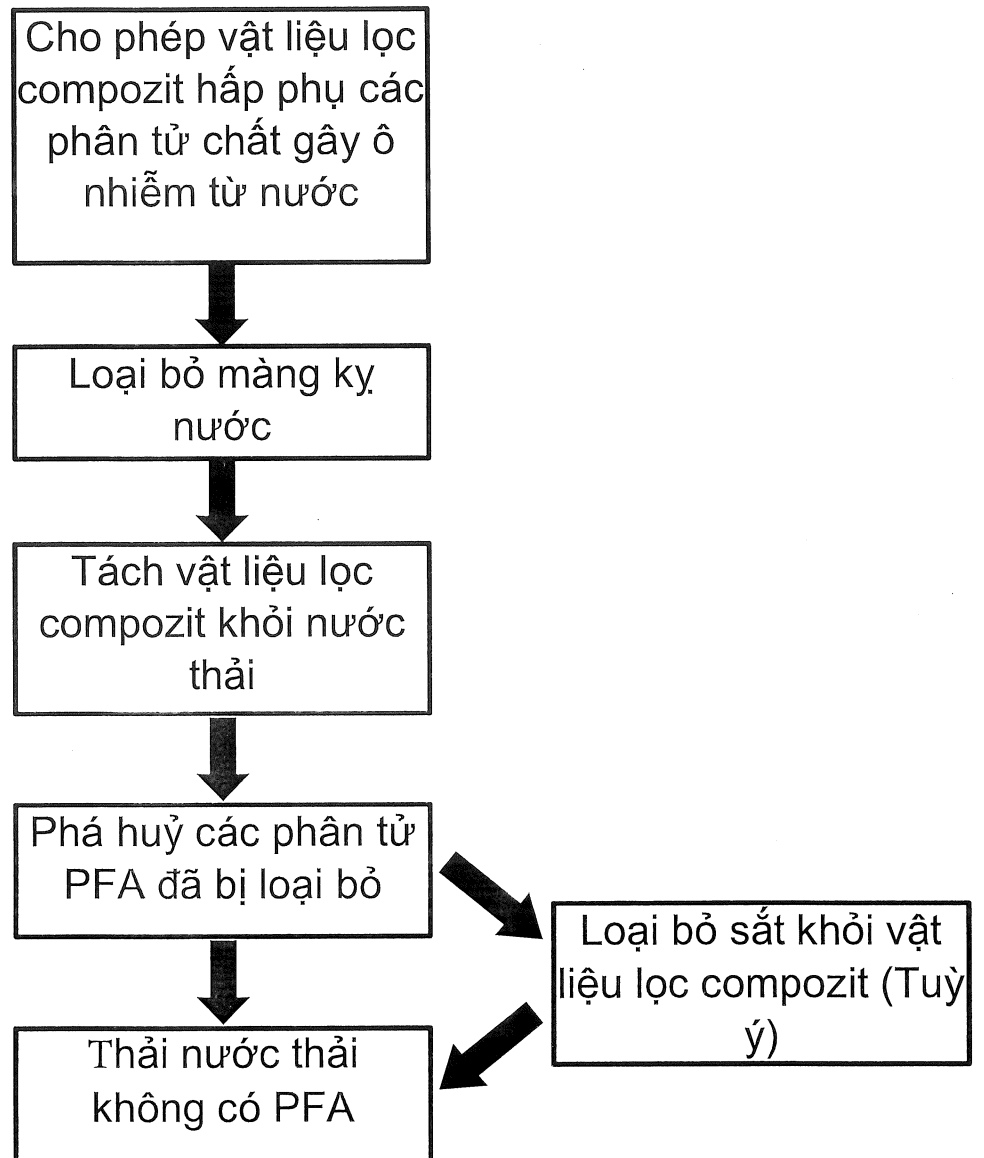 Cho phép vật liệu lọc
compozit hấp phụ các
phân tử chất gây ô
nhiễm từ nước
Loại bỏ màng kỵ
nước
Tách vật liệu lọc
compozit khỏi nước
thải
Phá huỷ các phân tử
PFA đã bị loại bỏ
Loại bỏ sắt khỏi vật
liệu lọc compozit (Tuỳ
ý)
Thải nước thải
không có PFA